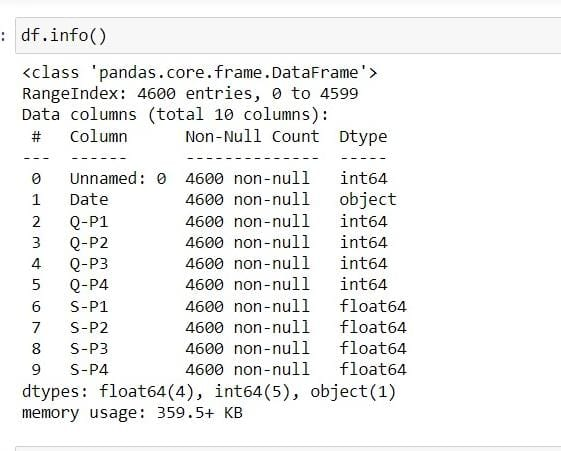 : df.info()
<class 'pandas.core.frame.DataFrame'>
RangeIndex: 4600 entries, 0 to 4599
Data columns (total 10 columns):
#   Column      Non-Null Count  Dtype
---  ------      --------------  -----
0   Unnamed: 0  4600 non-null   int64
1   Date        4600 non-null   object
2   Q-P1        4600 non-null   int64
3   Q-P2        4600 non-null   int64
4   Q-P3        4600 non-null   int64
5   Q-P4        4600 non-null   int64
6   S-P1        4600 non-null   float64
7   S-P2        4600 non-null   float64
8   S-P3        4600 non-null   float64
9   S-P4        4600 non-null   float64
dtypes: float64(4), int64(5), object(1)
memory usage: 359.5+ KB